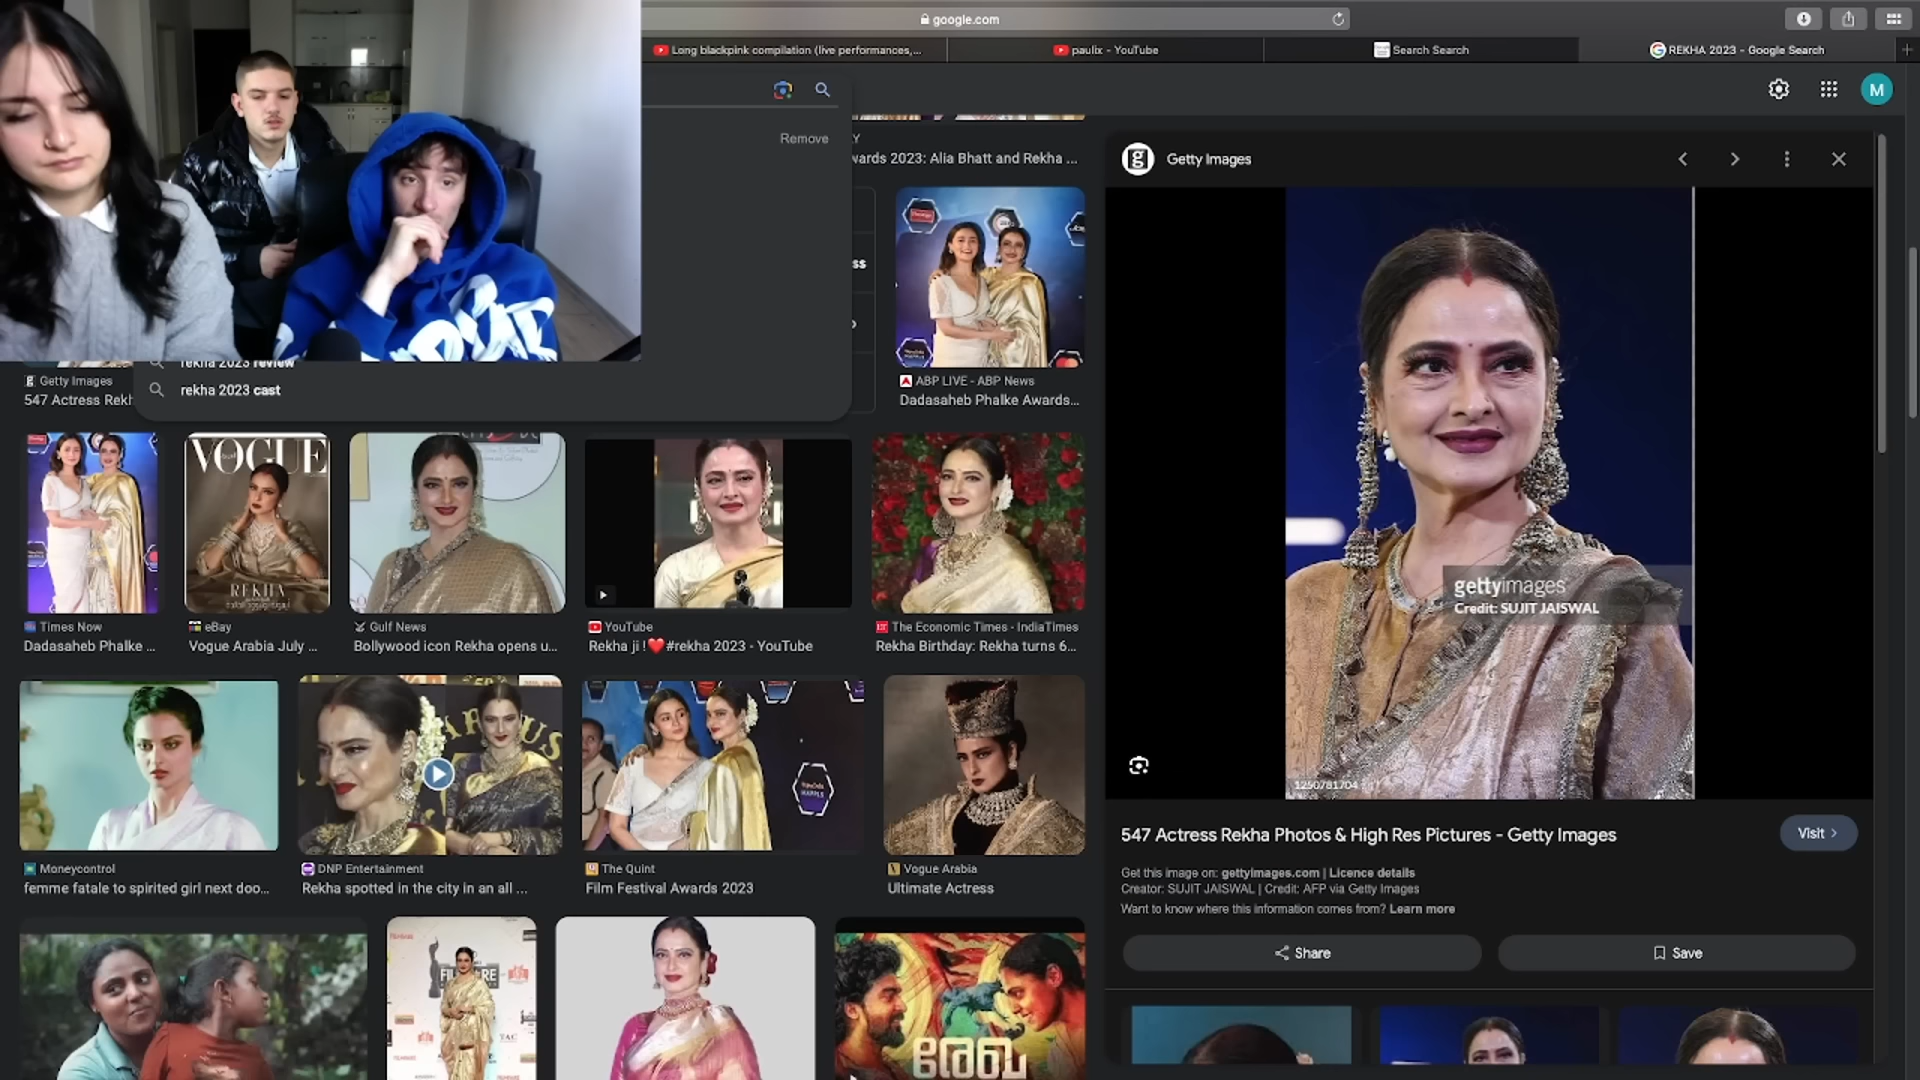 google.com
Long blackpink compilation (live performances,...
paulix - YouTube
Search Search
REKHA 2023 - Google Search
M
Remove
wards 2023: Alia Bhatt and Rekha ...
Getty Images
ss
rekha 2023 review
rekha 2023 cast
Getty Images
547 Actress Rekh
ABP LIVE - ABP News
Dadasaheb Phalke Awards...
gettyimages
Credit: SUJIT JAISWAL
1250781704
VOGUE
REKHA
Times Now
Dadasaheb Phalke ...
eBay
Vogue Arabia July ...
Gulf News
Bollywood icon Rekha opens u...
YouTube
Rekha ji !❤️#rekha 2023 - YouTube
The Economic Times - IndiaTimes
Rekha Birthday: Rekha turns 6...
Moneycontrol
femme fatale to spirited girl next doo...
DNP Entertainment
Rekha spotted in the city in an all ...
The Quint
Film Festival Awards 2023
Vogue Arabia
Ultimate Actress
547 Actress Rekha Photos & High Res Pictures - Getty Images
Visit
Get this image on: gettyimages.com | Licence details
Creator: SUJIT JAISWAL | Credit: AFP via Getty Images
Want to know where this information comes from? Learn more
Share
Save
രേഖ